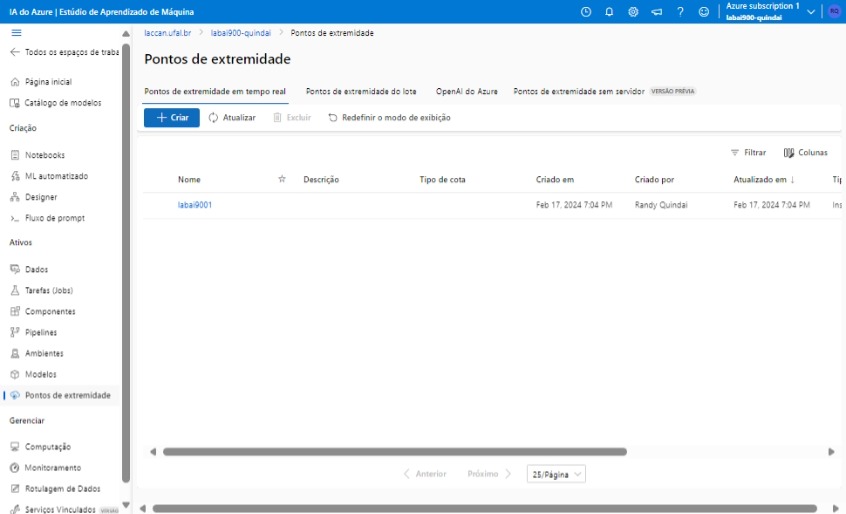 IA do Azure | Estúdio de Aprendizado de Máquina
Azure subscription 1
labai900-quindai
RQ
Todos os espaços de traba
Página inicial
Catálogo de modelos
Criação
Notebooks
ML automatizado
Designer
Fluxo de prompt
Ativos
Dados
Tarefas (Jobs)
Componentes
Pipelines
Ambientes
Modelos
Pontos de extremidade
Gerenciar
Computação
Monitoramento
Rotulagem de Dados
Serviços Vinculados
laccan.ufal.br > labai900-quindai > Pontos de extremidade
Pontos de extremidade
Pontos de extremidade em tempo real Pontos de extremidade do lote OpenAI do Azure Pontos de extremidade sem servidor VERSÃO PRÉVIA
+ Criar Atualizar Excluir Redefinir o modo de exibição
Filtrar Colunas
Nome Descrição Tipo de cota Criado em Criado por Atualizado em ↓ Tip
labai9001 Feb 17, 2024 7:04 PM Randy Quindai Feb 17, 2024 7:04 PM Ins
< Anterior Próximo > 25/Página